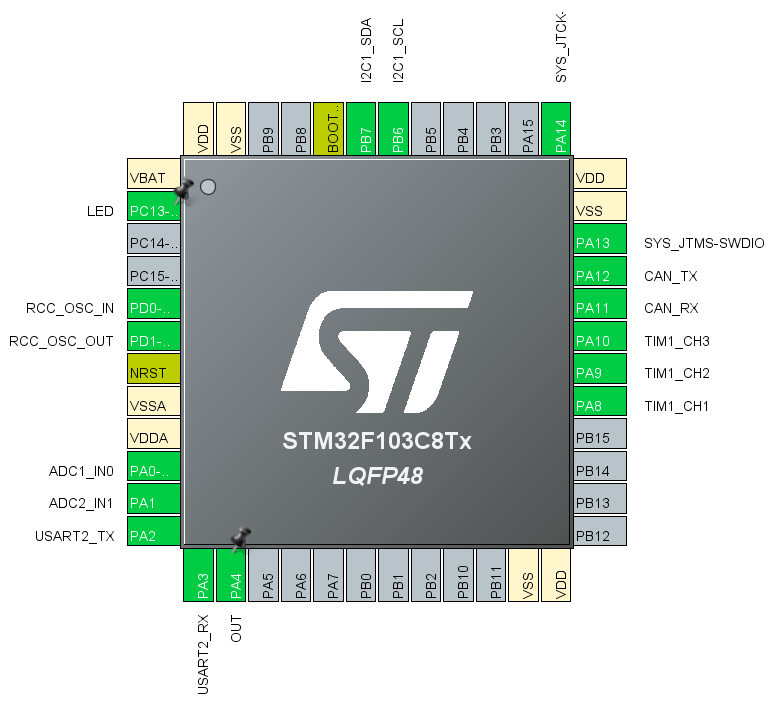 I2C1_SDA
I2C1_SCL
SYS_JTCK-
VDD
VSS
PB9
PB8
BOOT..
PB7
PB6
PB5
PB4
PB3
PA15
PA14
VBAT
LED
PC13-..
PC14-..
PC15-..
RCC_OSC_IN
PD0-..
RCC_OSC_OUT
PD1-..
NRST
VSSA
VDDA
ADC1_IN0
PA0-..
ADC2_IN1
PA1
USART2_TX
PA2
VDD
VSS
PA13
SYS_JTMS-SWDIO
PA12
CAN_TX
PA11
CAN_RX
PA10
TIM1_CH3
PA9
TIM1_CH2
PA8
TIM1_CH1
PB15
PB14
PB13
PB12
STM32F103C8Tx
LQFP48
PA3
PA4
PA5
PA6
PA7
PB0
PB1
PB2
PB10
PB11
VSS
VDD
USART2_RX
OUT